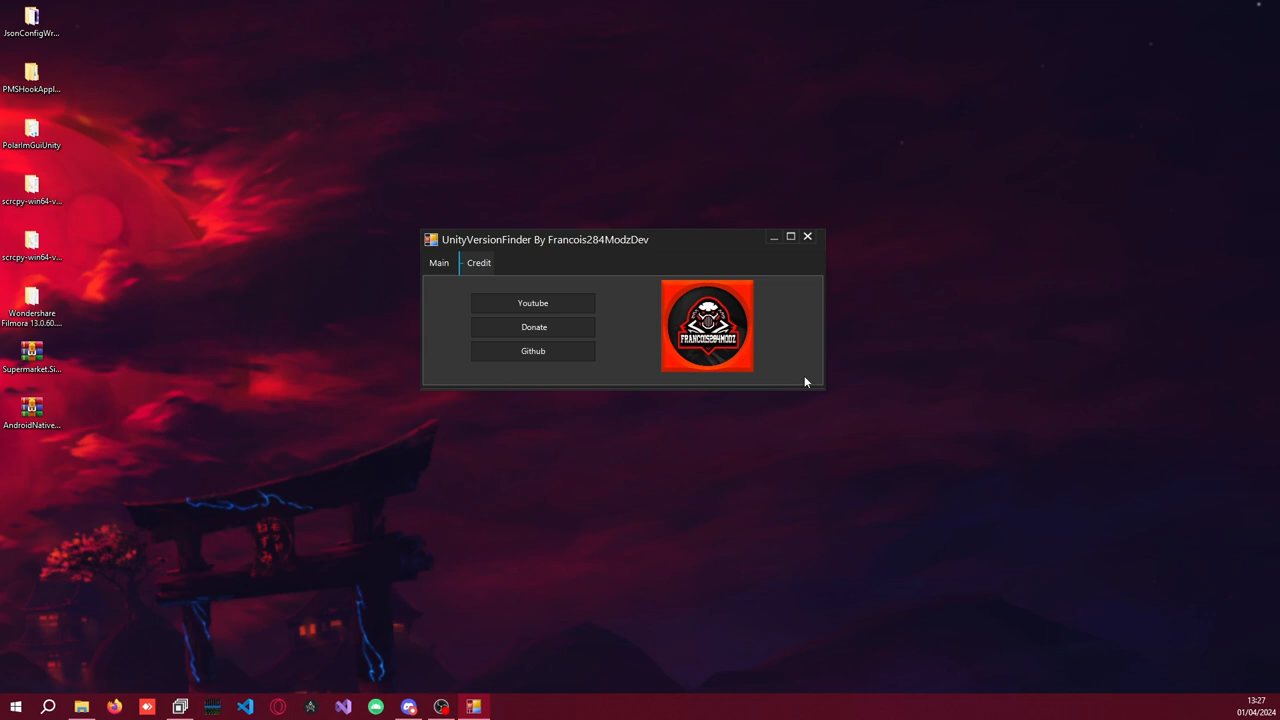 JsonConfigWr...
PMSHookAppl...
PolarImGuiUnity
scrcpy-win64-v...
scrcpy-win64-v...
Wondershare
Filmora 13.0.60....
Supermarket.Si...
AndroidNative...
UnityVersionFinder By Francois284ModzDev
Main
Credit
Youtube
Donate
Github
FRANCOIS284MODZ
13:27
01/04/2024